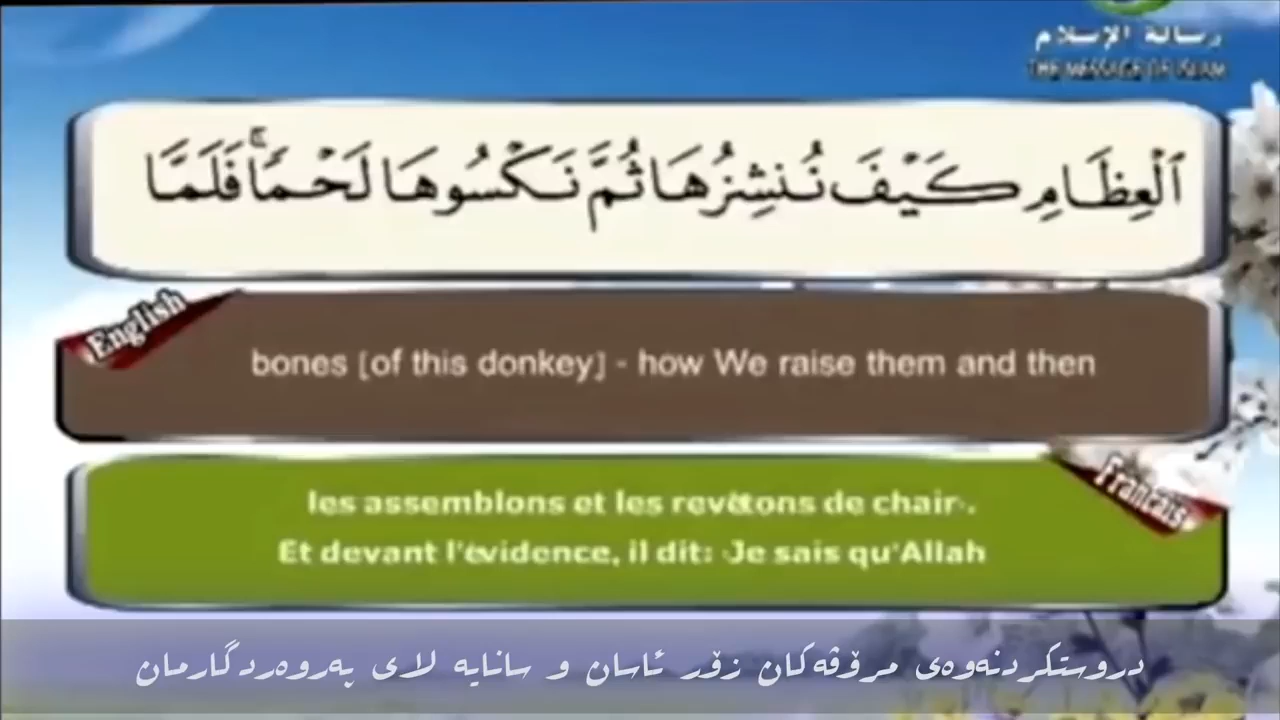 رسالة الإسلام
THE MESSAGE OF ISLAM
ٱلْعِظَامِ كَيْفَ نُنشِزُهَا ثُمَّ نَكْسُوهَا لَحْمًا ۚ فَلَمَّا
English
bones [of this donkey] - how We raise them and then
Francais
les assemblons et les revêtons de chair·.
Et devant l'évidence, il dit: ·Je sais qu'Allah
دروستکردنەوەی مرۆڤەکان زۆر ئاسان و سانایە لای پەروەردگارمان